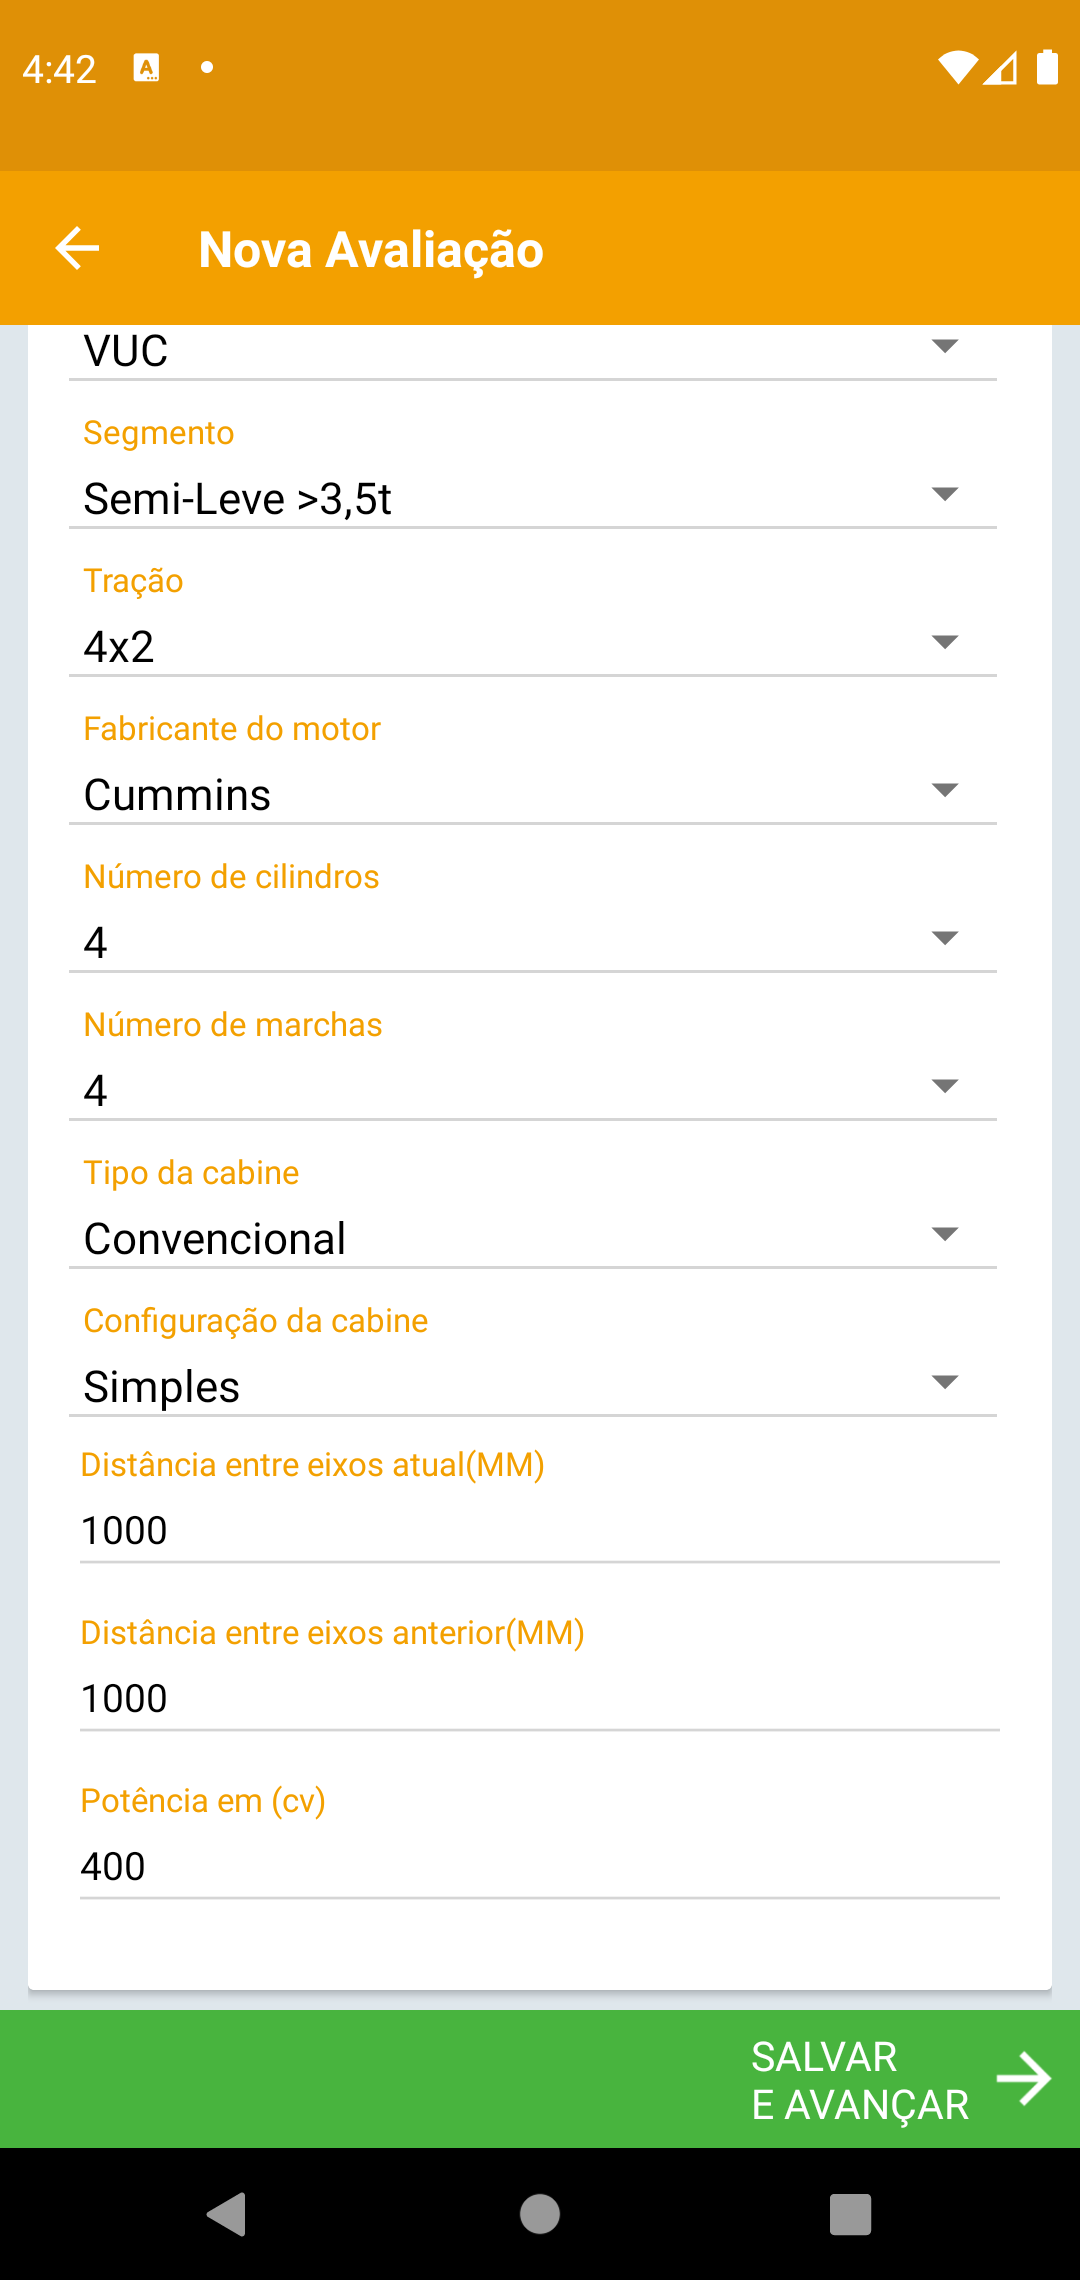 4:42
Nova Avaliação
VUC
Segmento
Semi-Leve >3,5t
Tração
4x2
Fabricante do motor
Cummins
Número de cilindros
4
Número de marchas
4
Tipo da cabine
Convencional
Configuração da cabine
Simples
Distância entre eixos atual(MM)
1000
Distância entre eixos anterior(MM)
1000
Potência em (cv)
400
SALVAR
E AVANÇAR